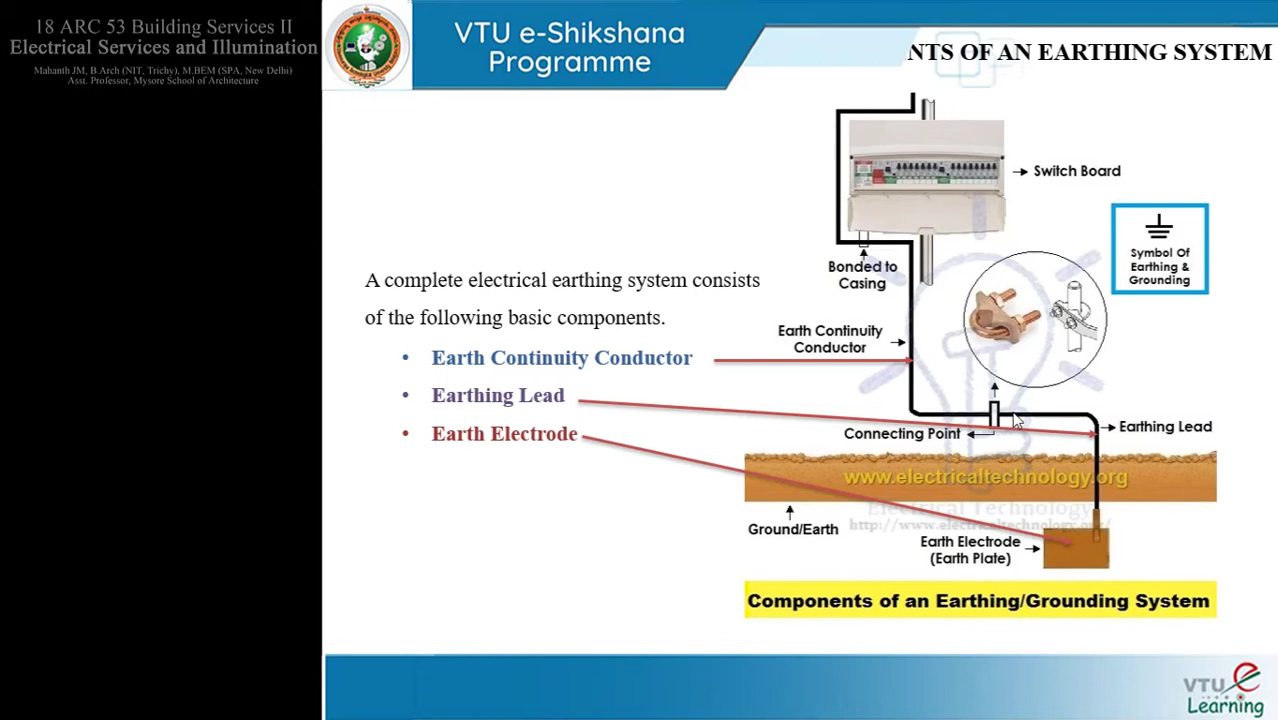 18 ARC 53 Building Services II
Electrical Services and Illumination
Mahanth JM, B.Arch (NIT, Trichy), M.BEM (SPA, New Delhi)
Asst. Professor, Mysore School of Architecture
VTU e-Shikshana
Programme
NTS OF AN EARTHING SYSTEM
Switch Board
Symbol Of
Earthing &
Grounding
Bonded to
Casing
A complete electrical earthing system consists
of the following basic components.
Earth Continuity
Conductor
• Earth Continuity Conductor
• Earthing Lead
• Earth Electrode
Connecting Point
Earthing Lead
www.electricaltechnology.org
Electrical Technology
http://www.electricaltechnology.org/
Ground/Earth
Earth Electrode
(Earth Plate)
Components of an Earthing/Grounding System
VTU e
Learning